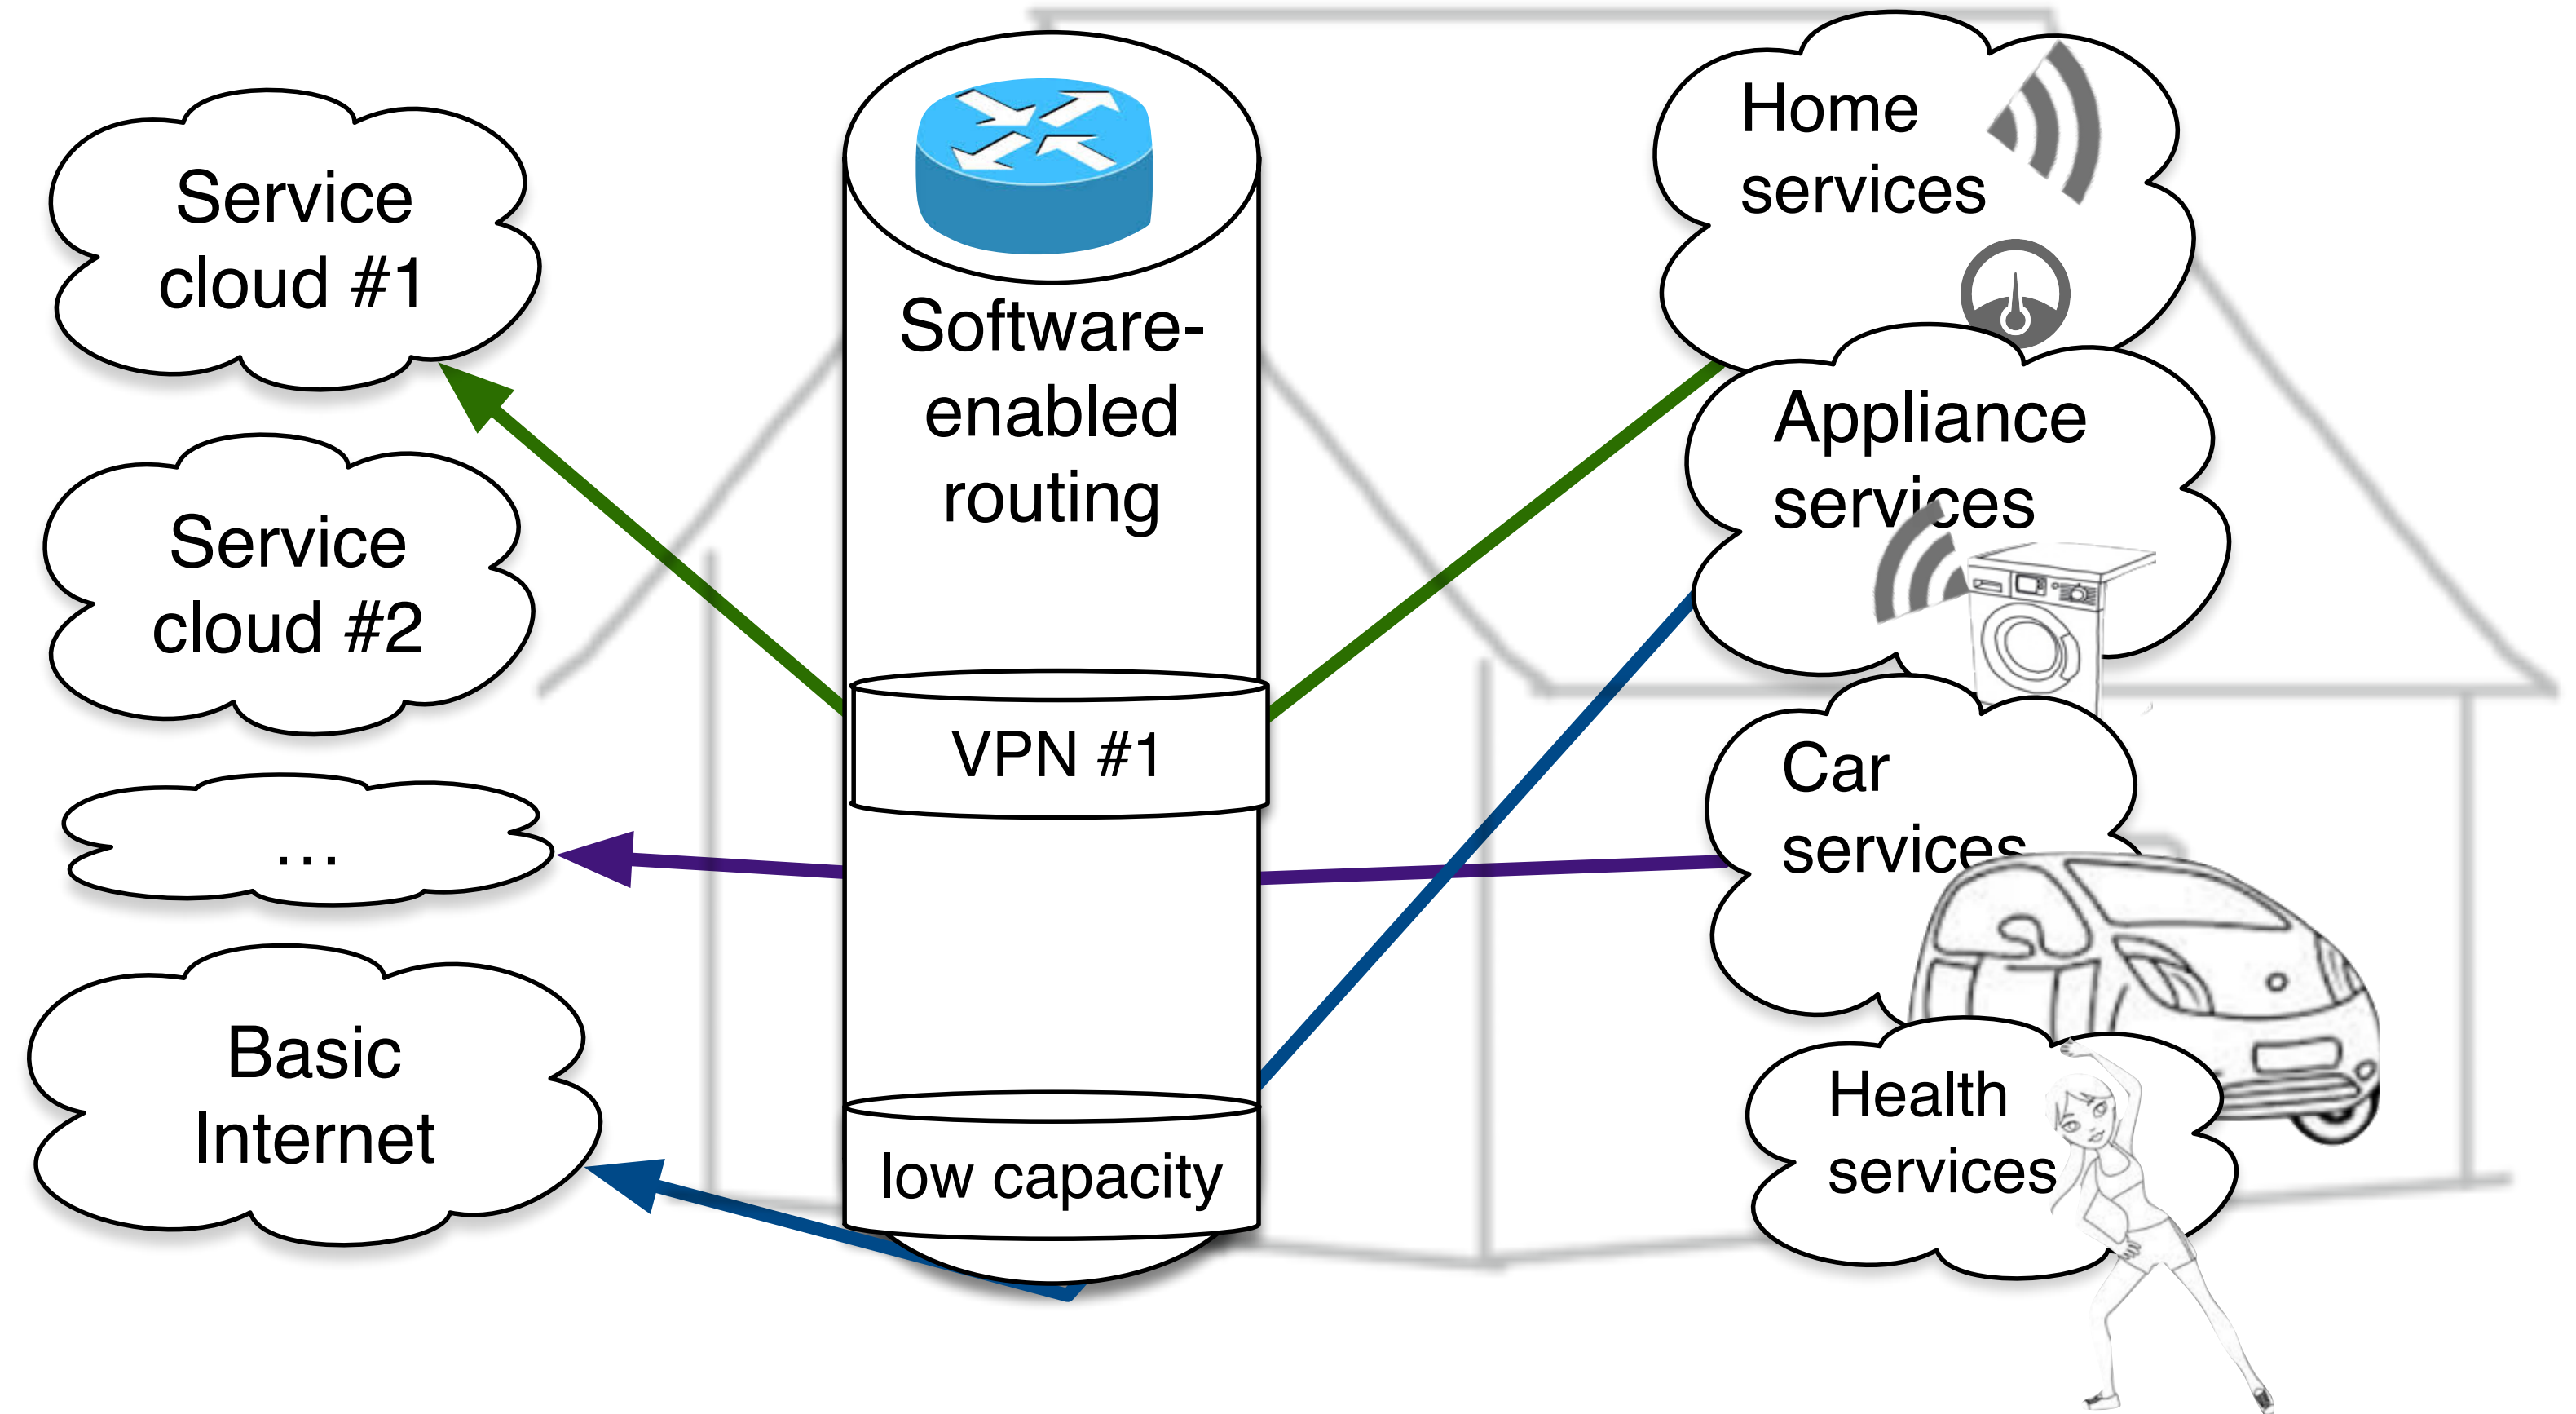 Service
cloud #1
Service
cloud #2
...
Basic
Internet
Software-
enabled
routing
VPN #1
low capacity
Home
services
Appliance
services
Car
services
Health
services